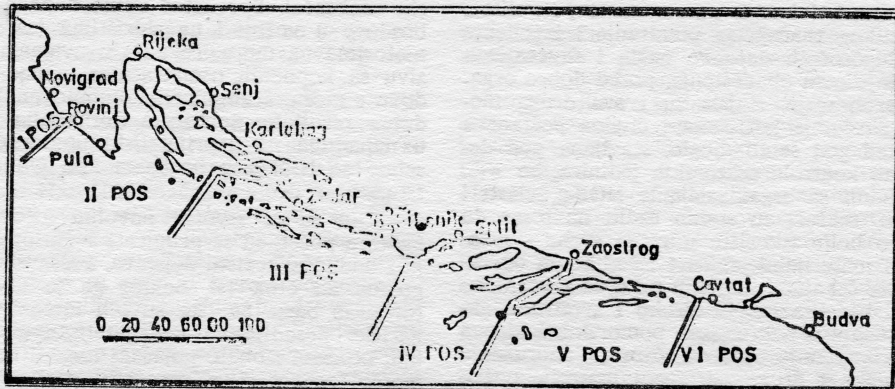 Rijeka
Novigrad
Senj
Rovinj
I POS
Karlobag
Pula
II POS
Zadar
Split
Zaostrog
III POS
Cavtat
0 20 40 60 80 100
Budva
IV POS
V POS
VI POS